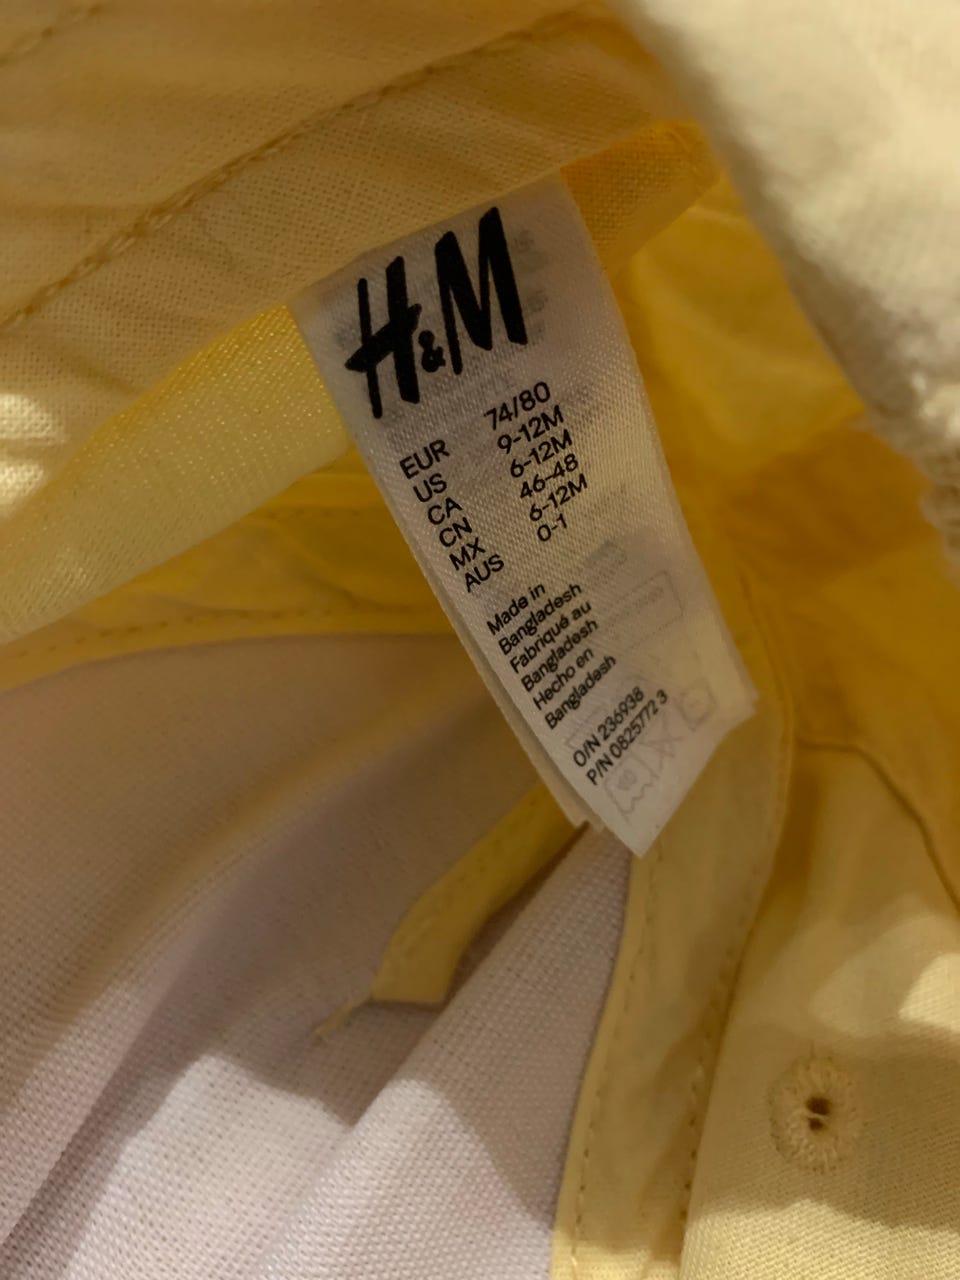 H&M
EUR 74/80
US 9-12M
CA 6-12M
CN 46-48
MX 6-12M
AUS 0-1
Made in
Bangladesh
Fabriqué au
Bangladesh
Hecho en
Bangladesh
O/N 236938
P/N 0825772 3